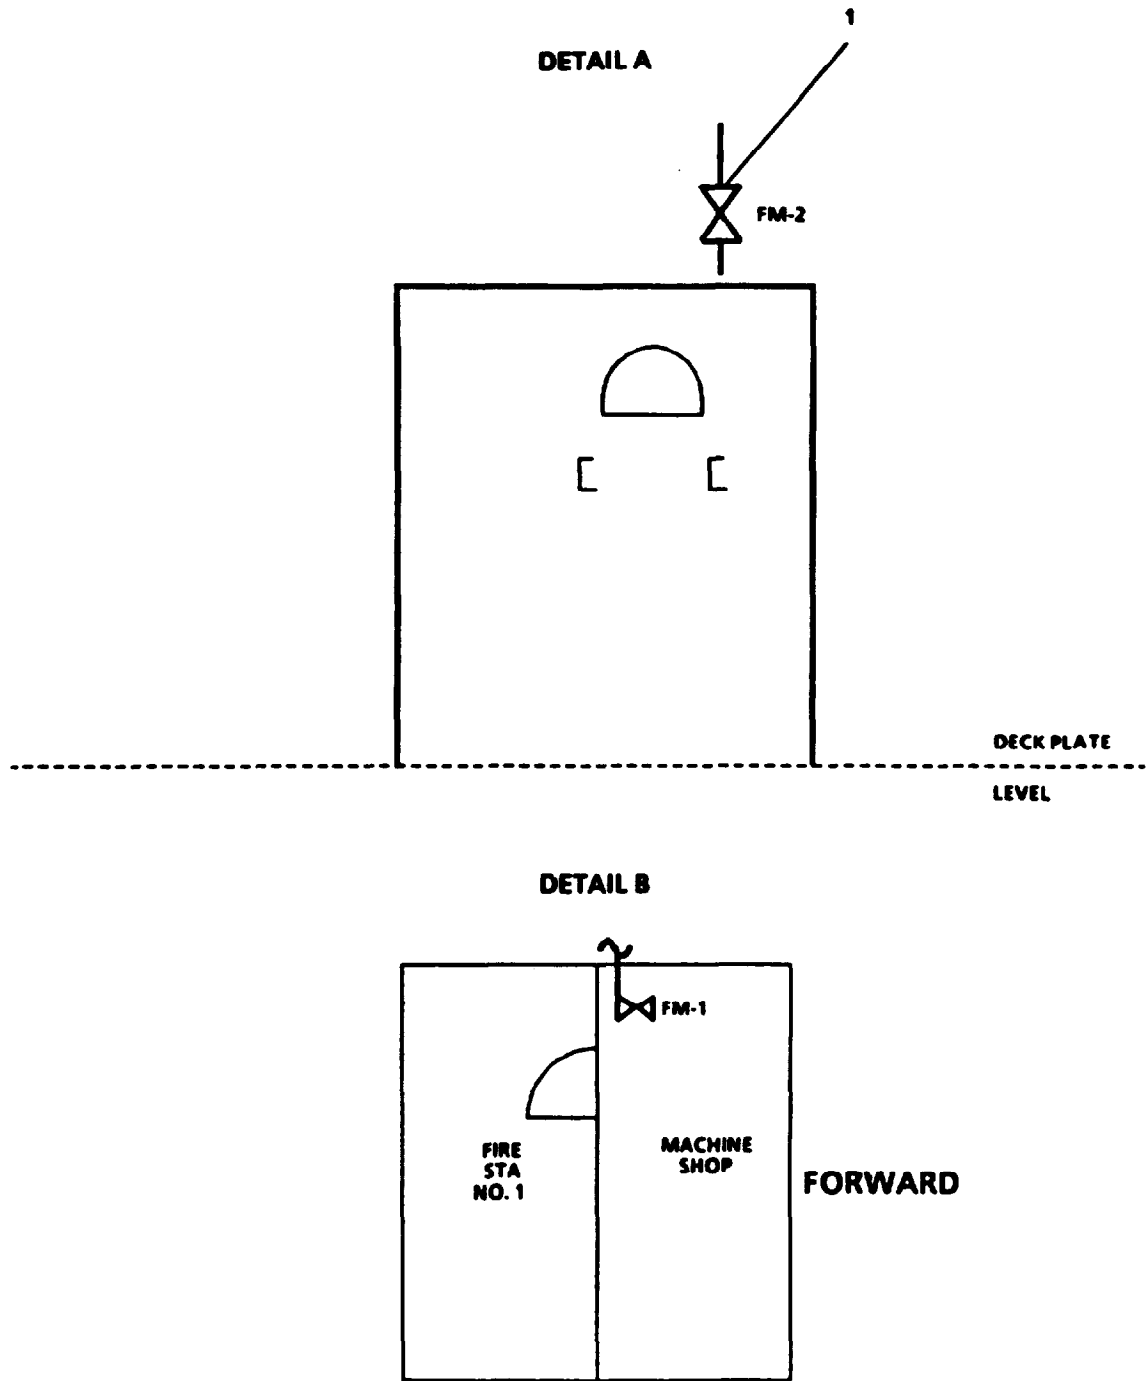 1
DETAIL A
FM-2
DECK PLATE
LEVEL
DETAIL B
FM-1
FIRE
STA
NO. 1
MACHINE
SHOP
FORWARD